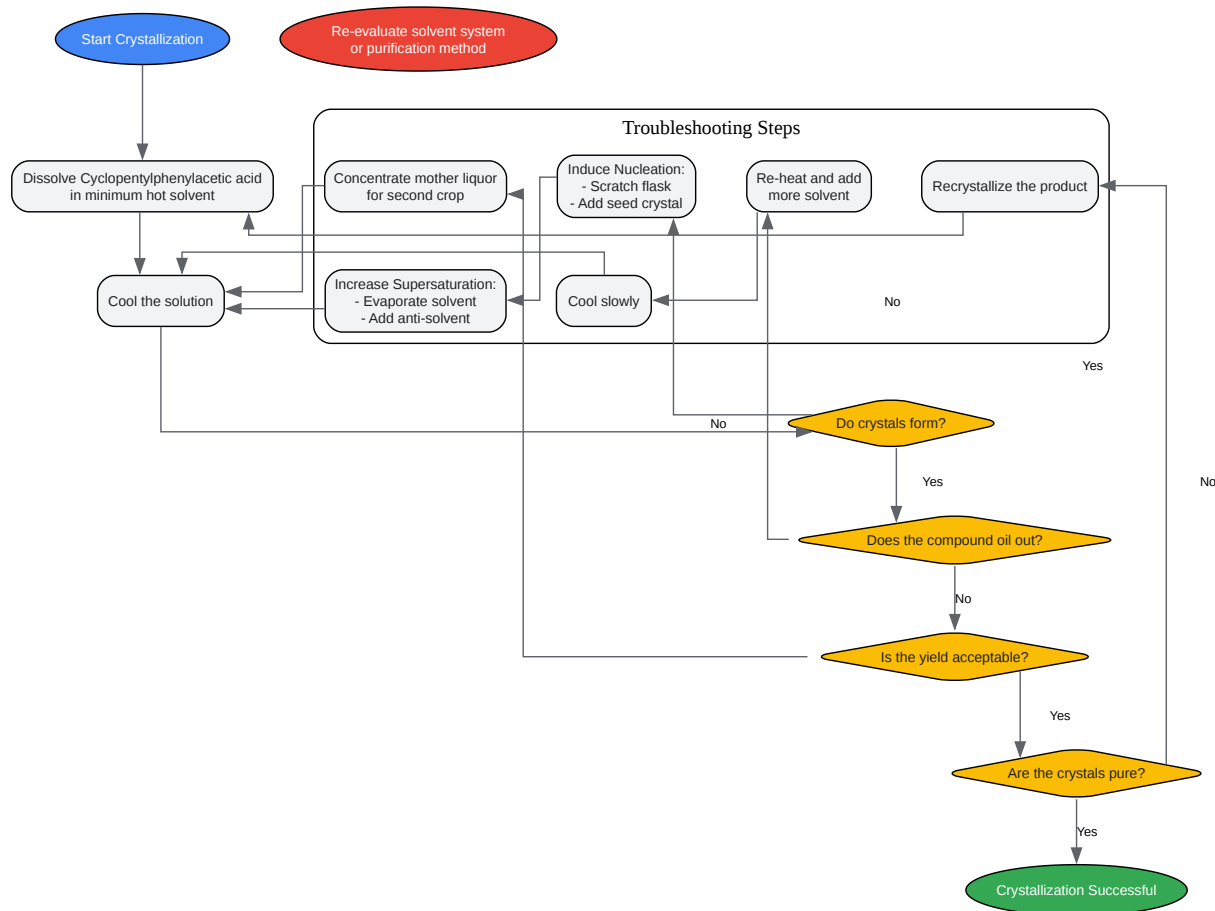 Start Crystallization
Re-evaluate solvent system
or purification method
Troubleshooting Steps
Dissolve Cyclopentylphenylacetic acid
in minimum hot solvent
Concentrate mother liquor
for second crop
Induce Nucleation:
- Scratch flask
- Add seed crystal
Re-heat and add
more solvent
Recrystallize the product
Cool the solution
Increase Supersaturation:
- Evaporate solvent
- Add anti-solvent
Cool slowly
No
Yes
No
Do crystals form?
Yes
No
Does the compound oil out?
No
Is the yield acceptable?
Yes
Are the crystals pure?
Yes
Crystallization Successful